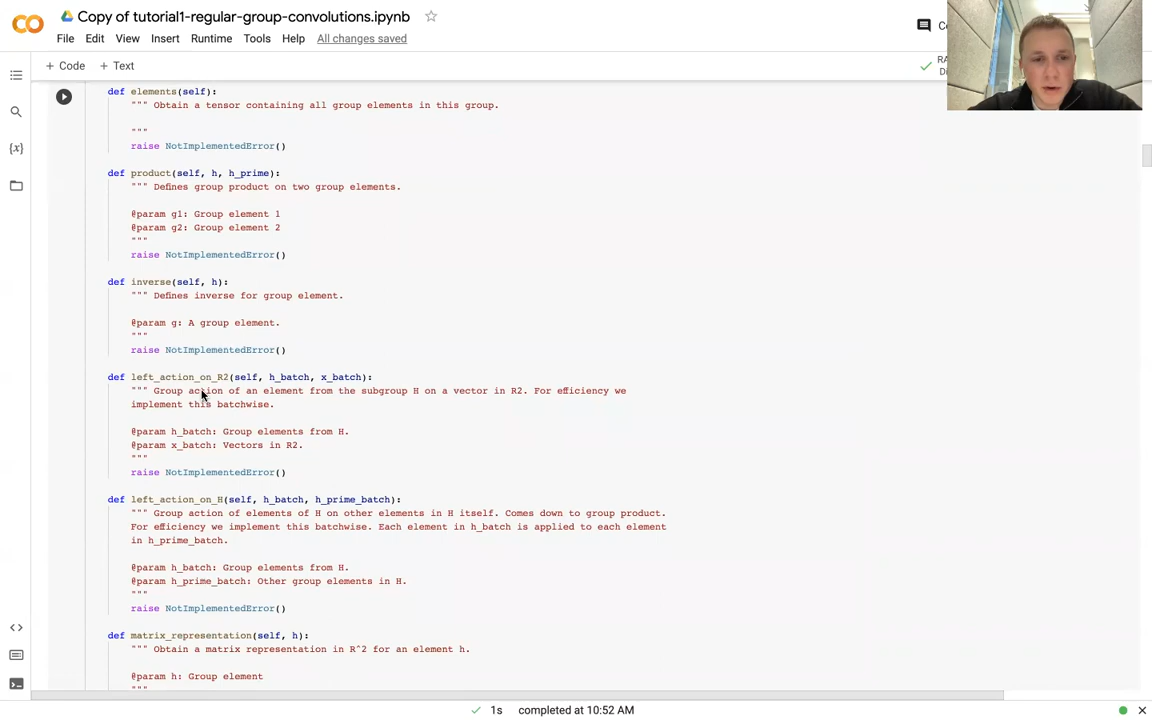 Copy of tutorial1-regular-group-convolutions.ipynb
File Edit View Insert Runtime Tools Help All changes saved
+ Code + Text
def elements(self):
""" Obtain a tensor containing all group elements in this group.
"""
raise NotImplementedError()
def product(self, h, h_prime):
""" Defines group product on two group elements.
@param g1: Group element 1
@param g2: Group element 2
"""
raise NotImplementedError()
def inverse(self, h):
""" Defines inverse for group element.
@param g: A group element.
"""
raise NotImplementedError()
def left_action_on_R2(self, h_batch, x_batch):
""" Group action of an element from the subgroup H on a vector in R2. For efficiency we
implement this batchwise.
@param h_batch: Group elements from H.
@param x_batch: Vectors in R2.
"""
raise NotImplementedError()
def left_action_on_H(self, h_batch, h_prime_batch):
""" Group action of elements of H on other elements in H itself. Comes down to group product.
For efficiency we implement this batchwise. Each element in h_batch is applied to each element
in h_prime_batch.
@param h_batch: Group elements from H.
@param h_prime_batch: Other group elements in H.
"""
raise NotImplementedError()
def matrix_representation(self, h):
""" Obtain a matrix representation in R^2 for an element h.
@param h: Group element
"""
1s completed at 10:52 AM